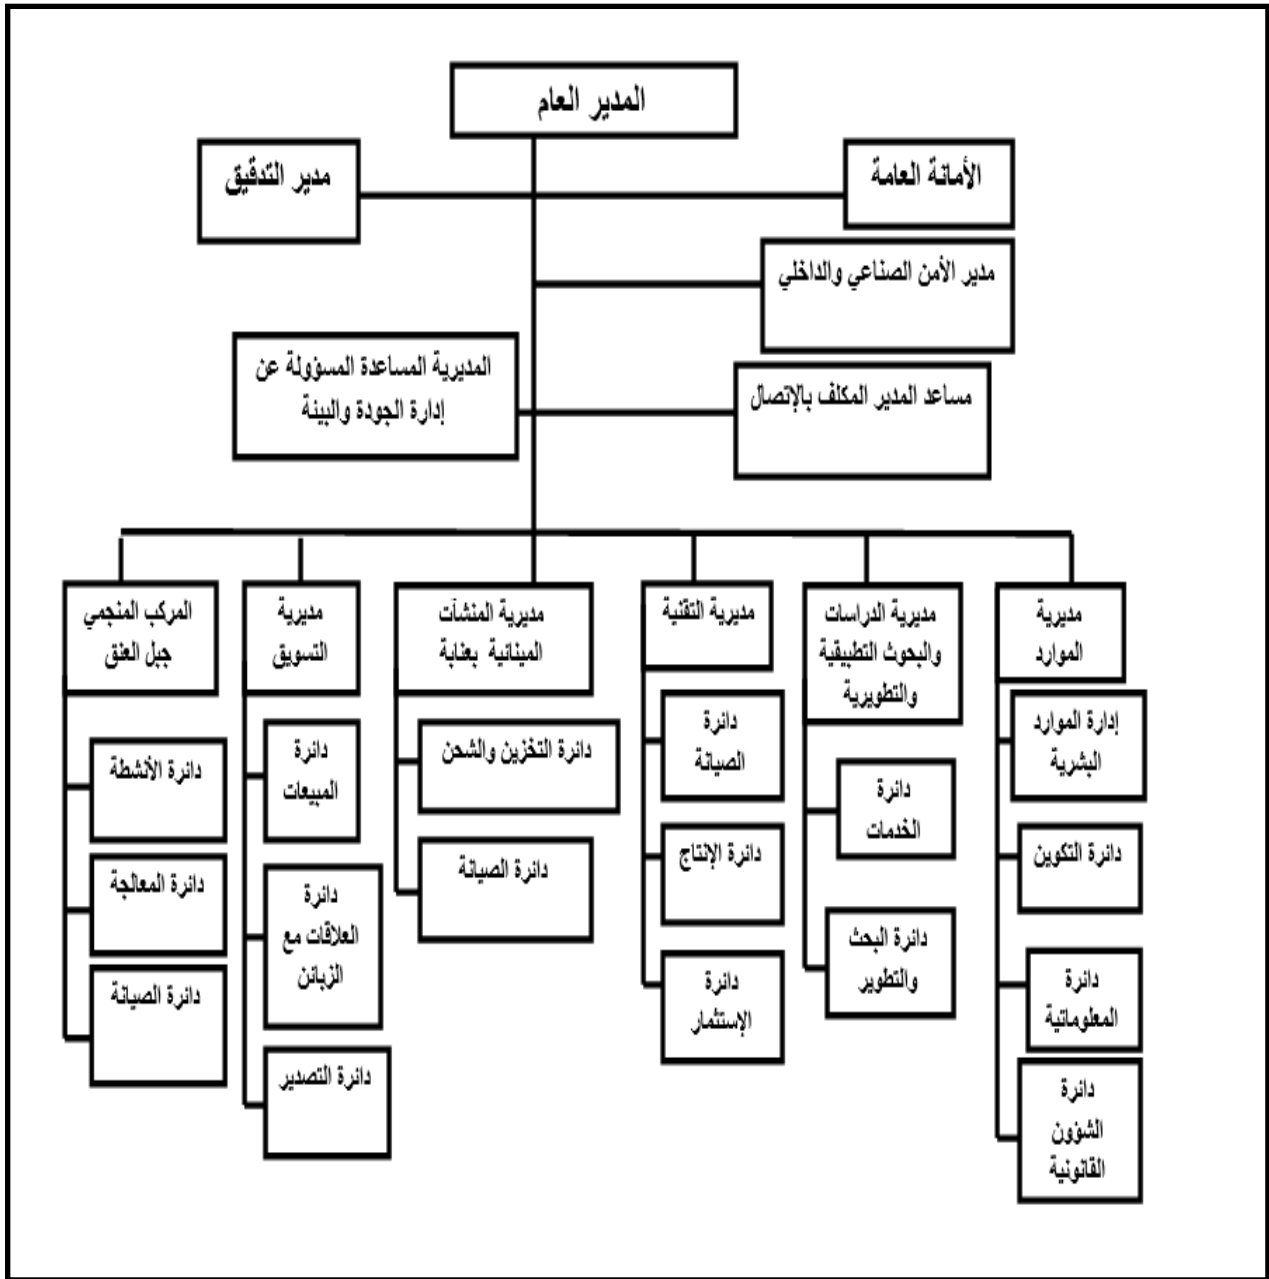 المدير العام
الأمانة العامة
مدير التدقيق
مدير الأمن الصناعي والداخلي
المديرية المساعدة المسؤولة عن
إدارة الجودة والبيئة
مساعد المدير المكلف بالإتصال
مديرية
الموارد
إدارة الموارد
البشرية
دائرة التكوين
دائرة
المعلوماتية
دائرة
الشؤون
القانونية
مديرية الدراسات
والبحوث التطبيقية
والتطويرية
دائرة
الخدمات
دائرة البحث
والتطوير
مديرية التقنية
دائرة
الصيانة
دائرة الإنتاج
دائرة
الإستثمار
مديرية المنشآت
المينائية بعنابة
دائرة التخزين والشحن
دائرة الصيانة
مديرية
التسويق
دائرة
المبيعات
دائرة
العلاقات مع
الزبائن
دائرة التصدير
المركب المنجمي
جبل العنق
دائرة الأنشطة
دائرة المعالجة
دائرة الصيانة